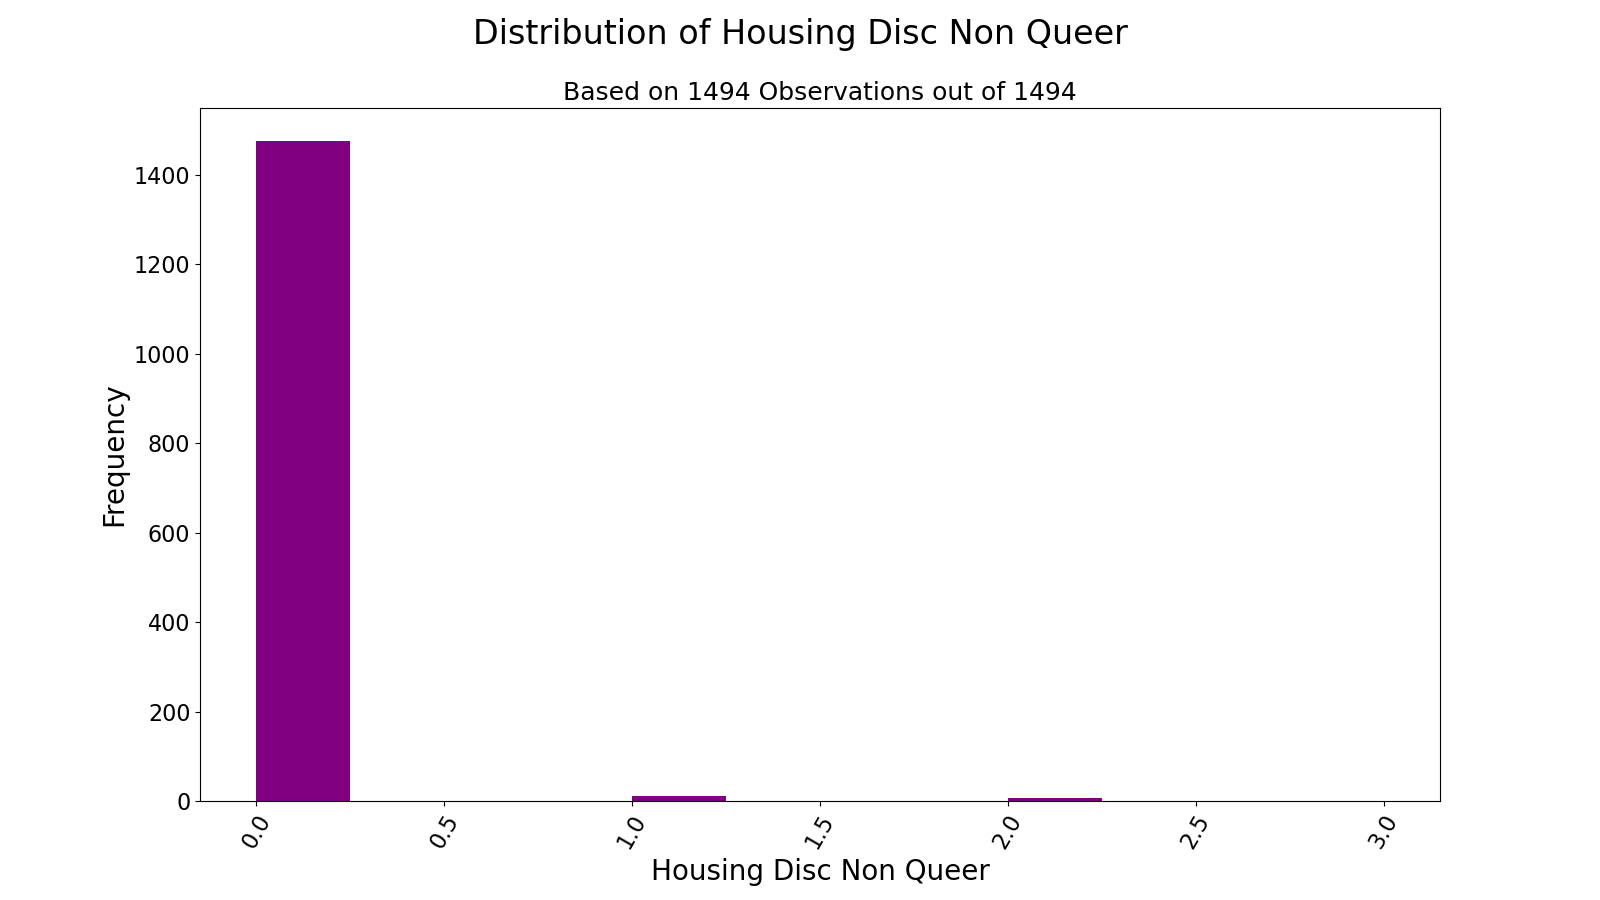 Distribution of Housing Disc Non Queer
Based on 1494 Observations out of 1494
1400
1200
1000
800
600
400
200
0
Frequency
0.0 0.5 1.0 1.5 2.0 2.5 3.0
Housing Disc Non Queer